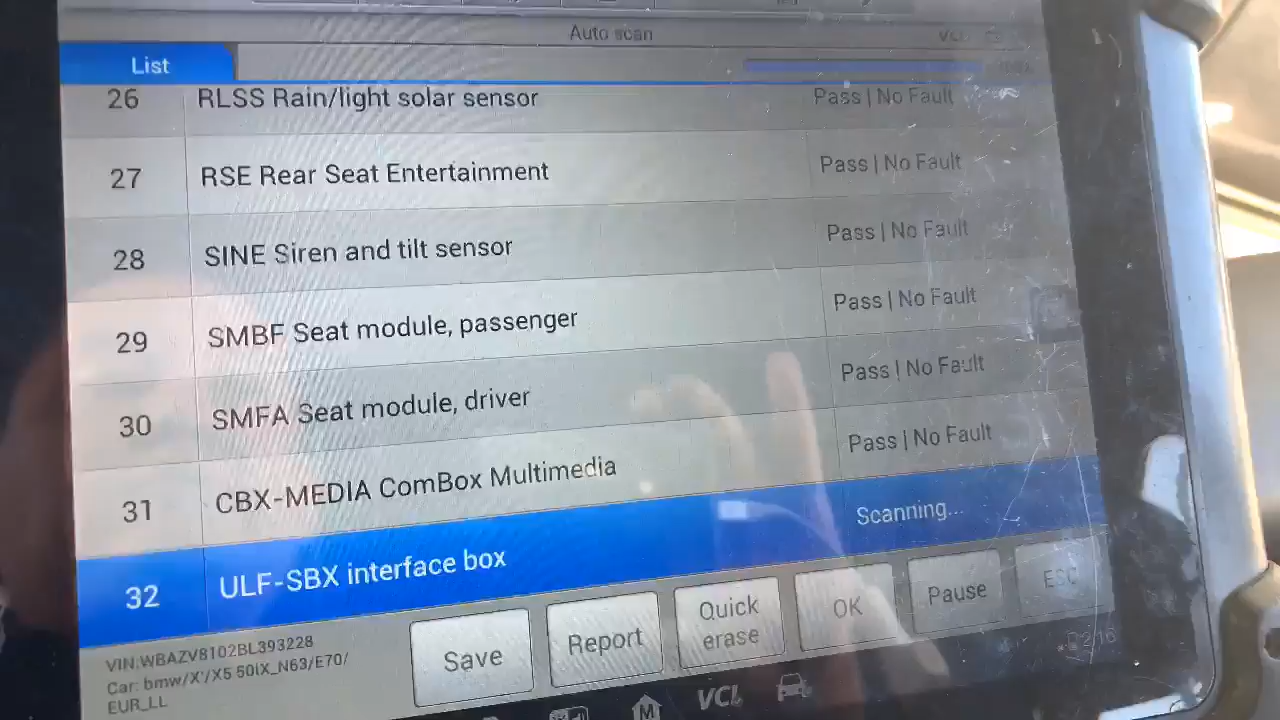 Auto scan
List
26 RLSS Rain/light solar sensor Pass | No Fault
27 RSE Rear Seat Entertainment Pass | No Fault
28 SINE Siren and tilt sensor Pass | No Fault
29 SMBF Seat module, passenger Pass | No Fault
30 SMFA Seat module, driver Pass | No Fault
31 CBX-MEDIA ComBox Multimedia Pass | No Fault
32 ULF-SBX interface box Scanning...
VIN:WBAZV8102BL393228
Car: bmw/X'/X5 50IX_N63/E70/
EUR_LL
Save
Report
Quick
erase
OK
Pause
ESC
M
VCI